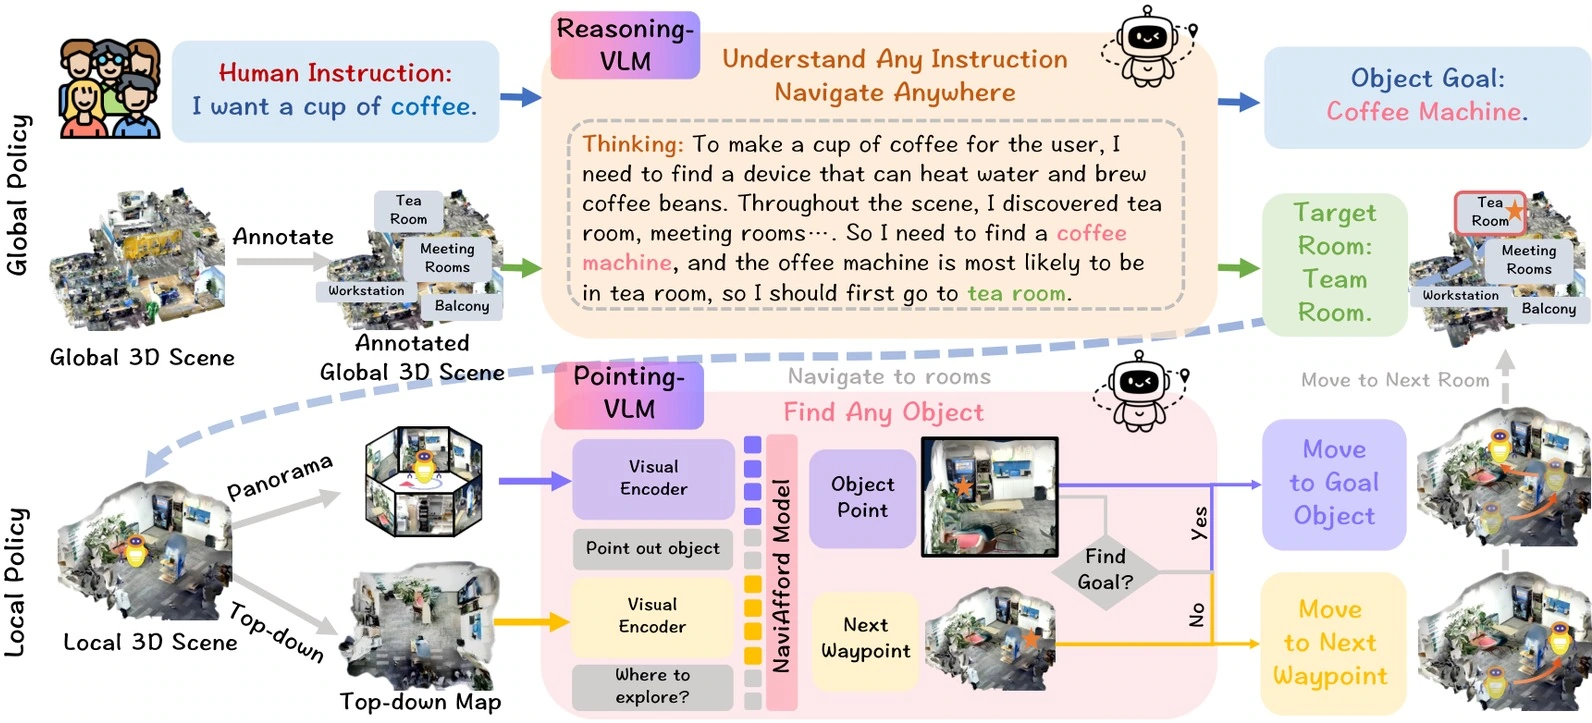 Global Policy
Human Instruction:
I want a cup of coffee.
Reasoning-
VLM
Understand Any Instruction
Navigate Anywhere
Thinking: To make a cup of coffee for the user, I
need to find a device that can heat water and brew
coffee beans. Throughout the scene, I discovered tea
room, meeting rooms···. So I need to find a coffee
machine, and the offee machine is most likely to be
in tea room, so I should first go to tea room.
Object Goal:
Coffee Machine.
Annotate
Tea
Room
Meeting
Rooms
Workstation
Balcony
Global 3D Scene
Annotated
Global 3D Scene
Target
Room:
Team
Room.
Tea
Room
Meeting
Rooms
Workstation
Balcony
Local Policy
Panorama
Top-down
Local 3D Scene
Top-down Map
Pointing-
VLM
Navigate to rooms
Find Any Object
Visual
Encoder
Point out object
Visual
Encoder
Where to
explore?
NaviAfford Model
Object
Point
Next
Waypoint
Find
Goal?
Yes
No
Move to Next Room
Move
to Goal
Object
Move
to Next
Waypoint